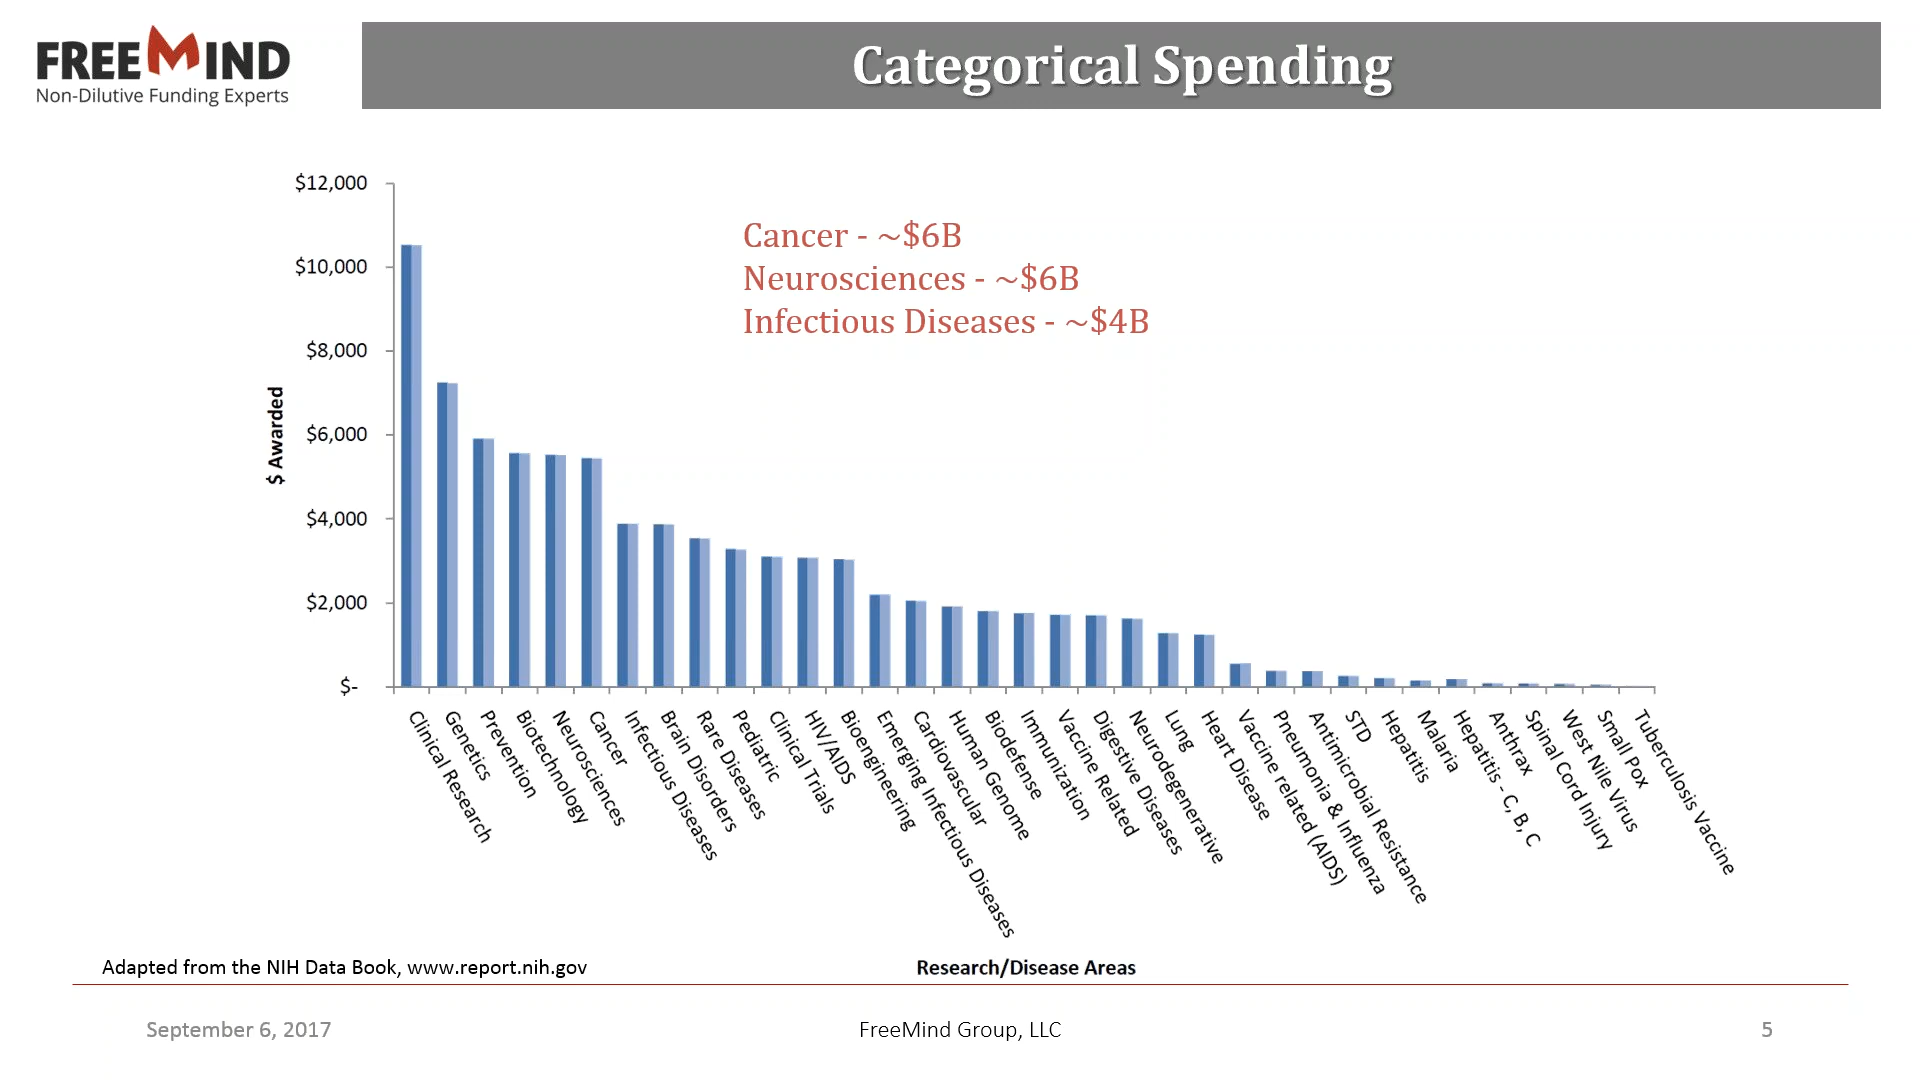 FREEMIND
Non-Dilutive Funding Experts
Categorical Spending
$12,000
$10,000
$8,000
$6,000
$4,000
$2,000
$-
$ Awarded
Cancer - ~$6B
Neurosciences - ~$6B
Infectious Diseases - ~$4B
Clinical Research
Genetics
Prevention
Biotechnology
Neurosciences
Cancer
Infectious Diseases
Brain Disorders
Rare Diseases
Pediatric
Clinical Trials
HIV/AIDS
Bioengineering
Emerging Infectious Diseases
Cardiovascular
Human Genome
Biodefense
Immunization
Vaccine Related
Digestive Diseases
Neurodegenerative
Lung
Heart Disease
Vaccine related (AIDS)
Pneumonia & Influenza
Antimicrobial Resistance
STD
Hepatitis
Malaria
Hepatitis - C, B, C
Anthrax
Spinal Cord Injury
West Nile Virus
Small Pox
Tuberculosis Vaccine
Adapted from the NIH Data Book, www.report.nih.gov
Research/Disease Areas
September 6, 2017
FreeMind Group, LLC
5